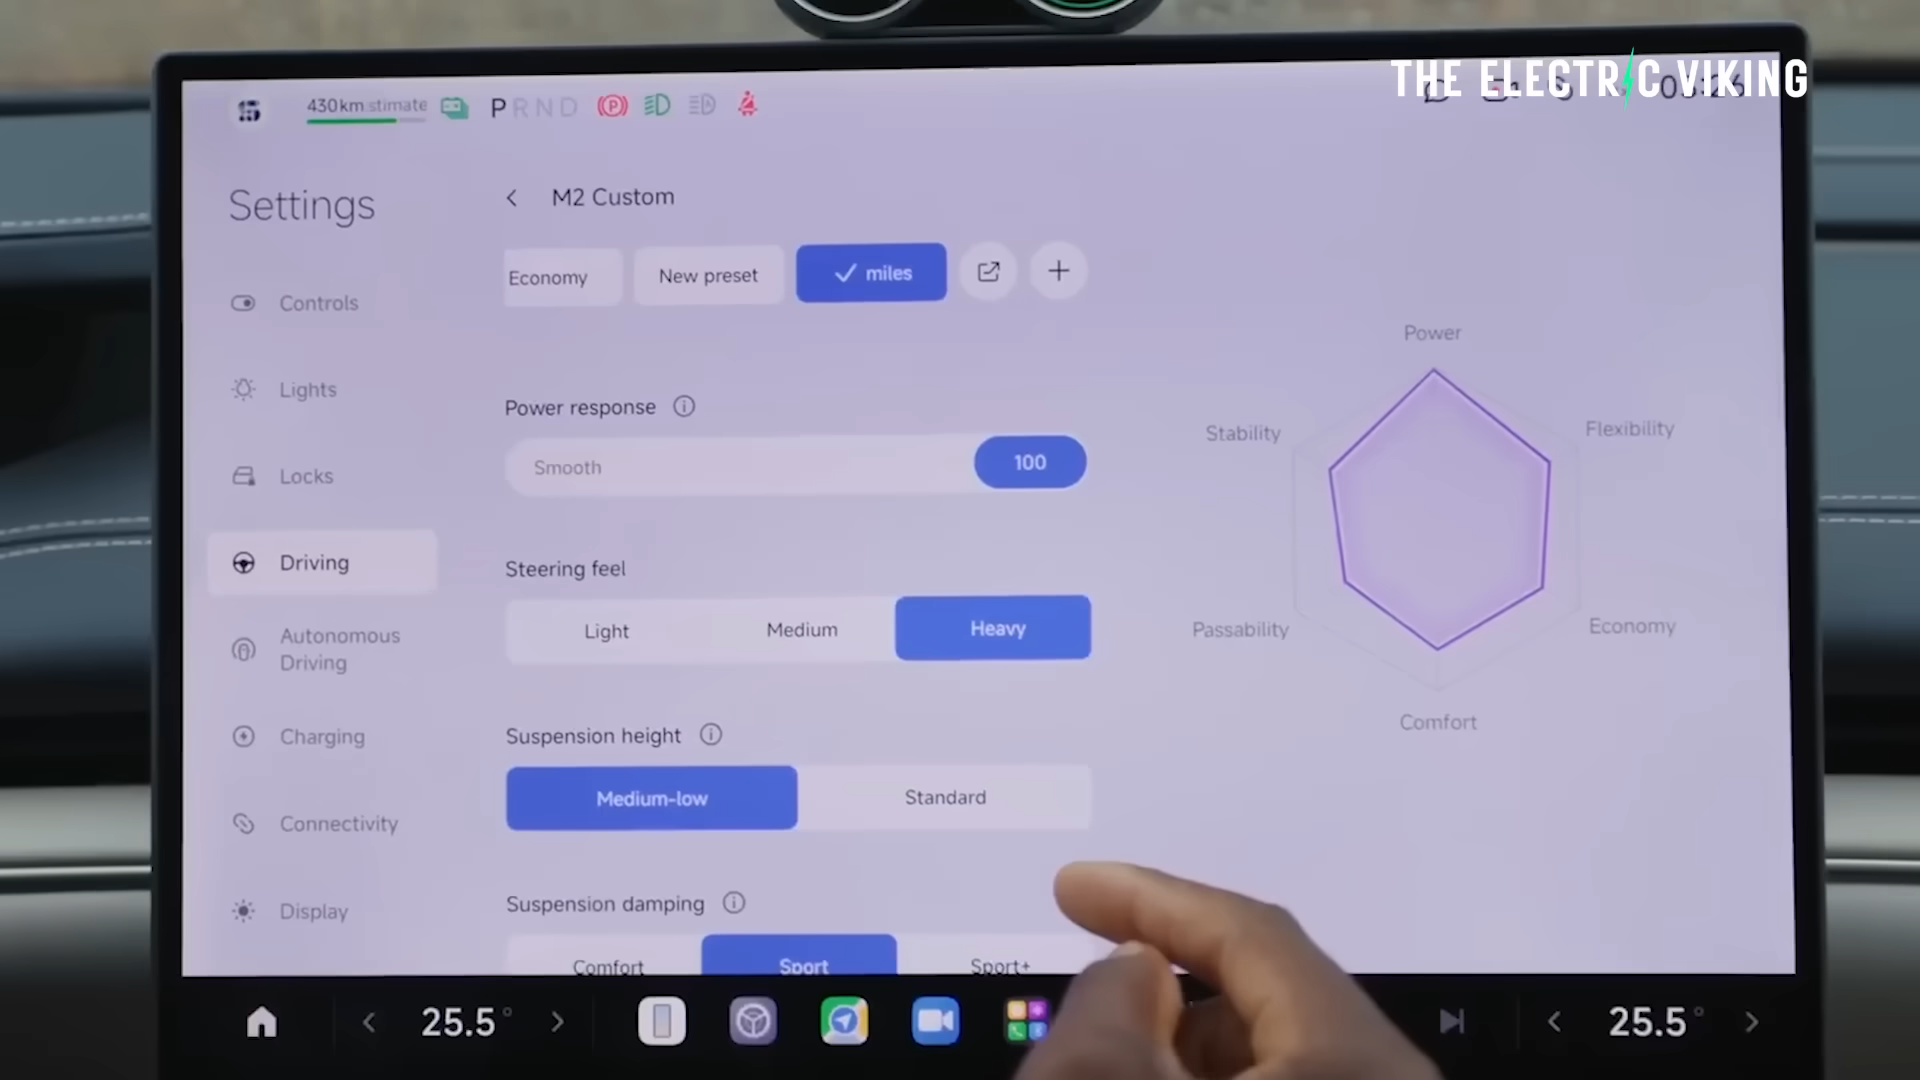 THE ELECTRIC VIKING
430km stimate
PRND
Settings
M2 Custom
Economy
New preset
miles
Controls
Lights
Locks
Driving
Autonomous
Driving
Charging
Connectivity
Display
Power response
Smooth
100
Steering feel
Light
Medium
Heavy
Suspension height
Medium-low
Standard
Suspension damping
Comfort
Sport
Sport+
Power
Stability
Flexibility
Passability
Economy
Comfort
25.5°
25.5°